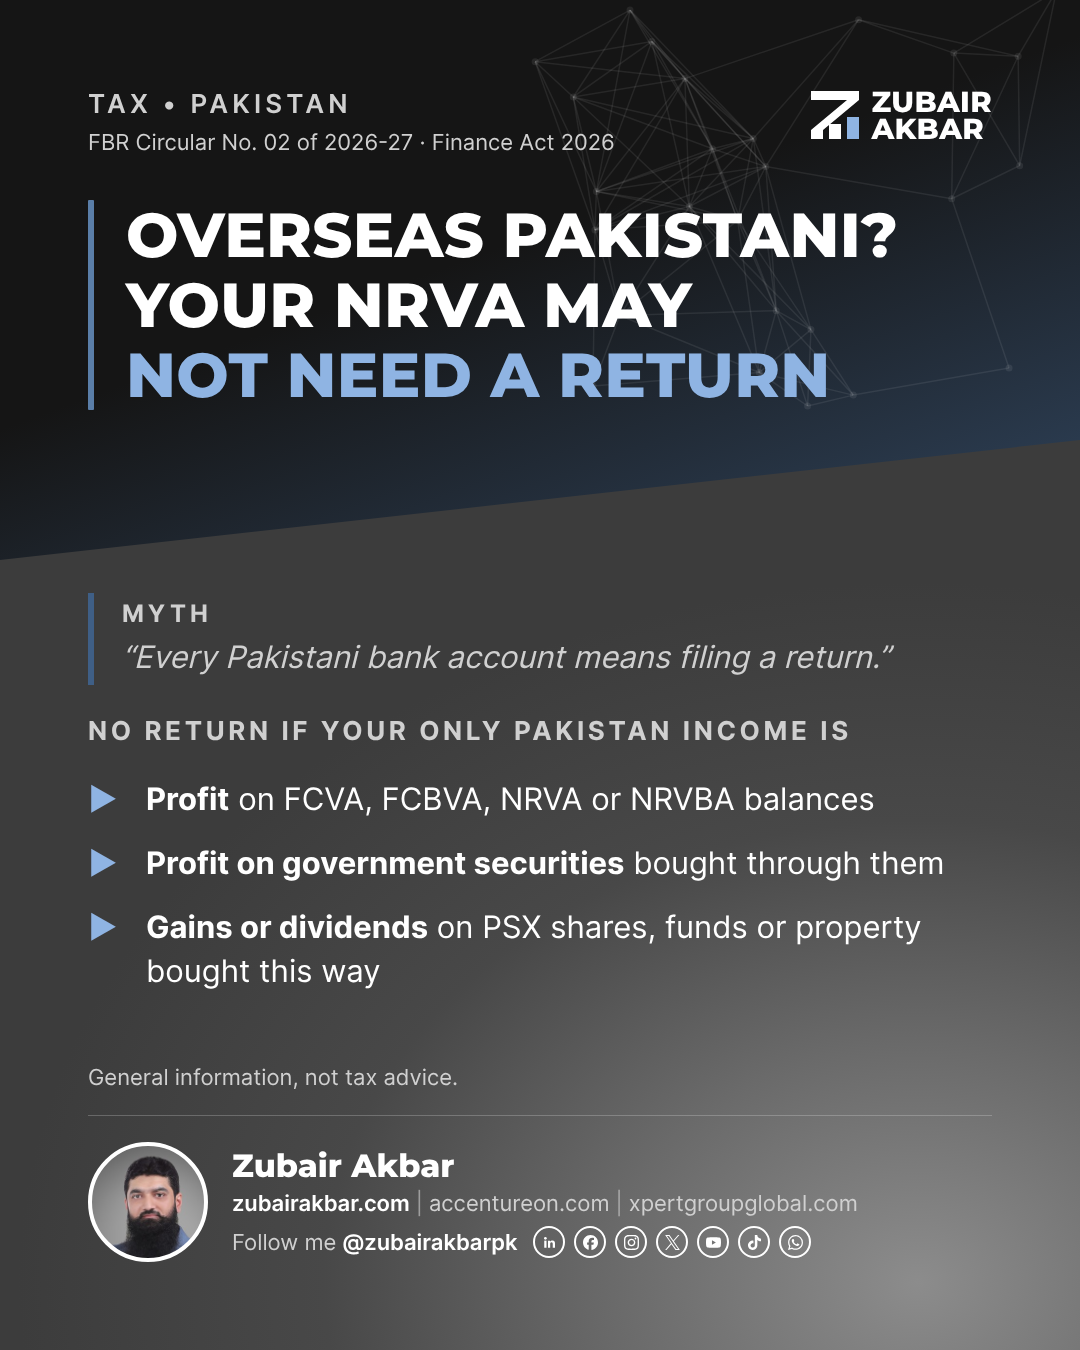 TAX • PAKISTAN
FBR Circular No. 02 of 2026-27 · Finance Act 2026
ZUBAIR
AKBAR
OVERSEAS PAKISTANI?
YOUR NRVA MAY
NOT NEED A RETURN
MYTH
“Every Pakistani bank account means filing a return.”
NO RETURN IF YOUR ONLY PAKISTAN INCOME IS
Profit on FCVA, FCBVA, NRVA or NRVBA balances
Profit on government securities bought through them
Gains or dividends on PSX shares, funds or property
bought this way
General information, not tax advice.
Zubair Akbar
zubairakbar.com | accentureon.com | xpertgroupglobal.com
Follow me @zubairakbarpk